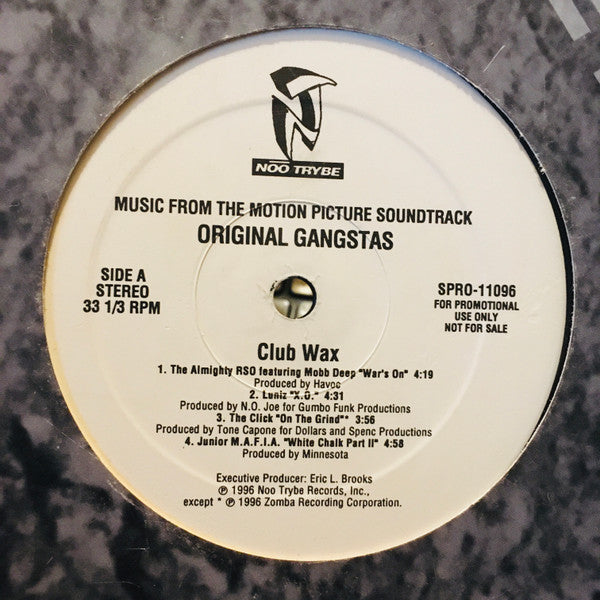 NOO TRYBE
MUSIC FROM THE MOTION PICTURE SOUNDTRACK
ORIGINAL GANGSTAS
SIDE A
STEREO
33 1/3 RPM
SPRO-11096
FOR PROMOTIONAL
USE ONLY
NOT FOR SALE
Club Wax
1. The Almighty RSO featuring Mobb Deep "War's On" 4:19
Produced by Havoc
2. Luniz "X.O." 4:31
Produced by N.O. Joe for Gumbo Funk Productions
3. The Click "On The Grind"* 3:56
Produced by Tone Capone for Dollars and Spenc Productions
4. Junior M.A.F.I.A. "White Chalk Part II" 4:58
Produced by Minnesota
Executive Producer: Eric L. Brooks
℗ 1996 Noo Trybe Records, Inc.,
except * ℗ 1996 Zomba Recording Corporation.